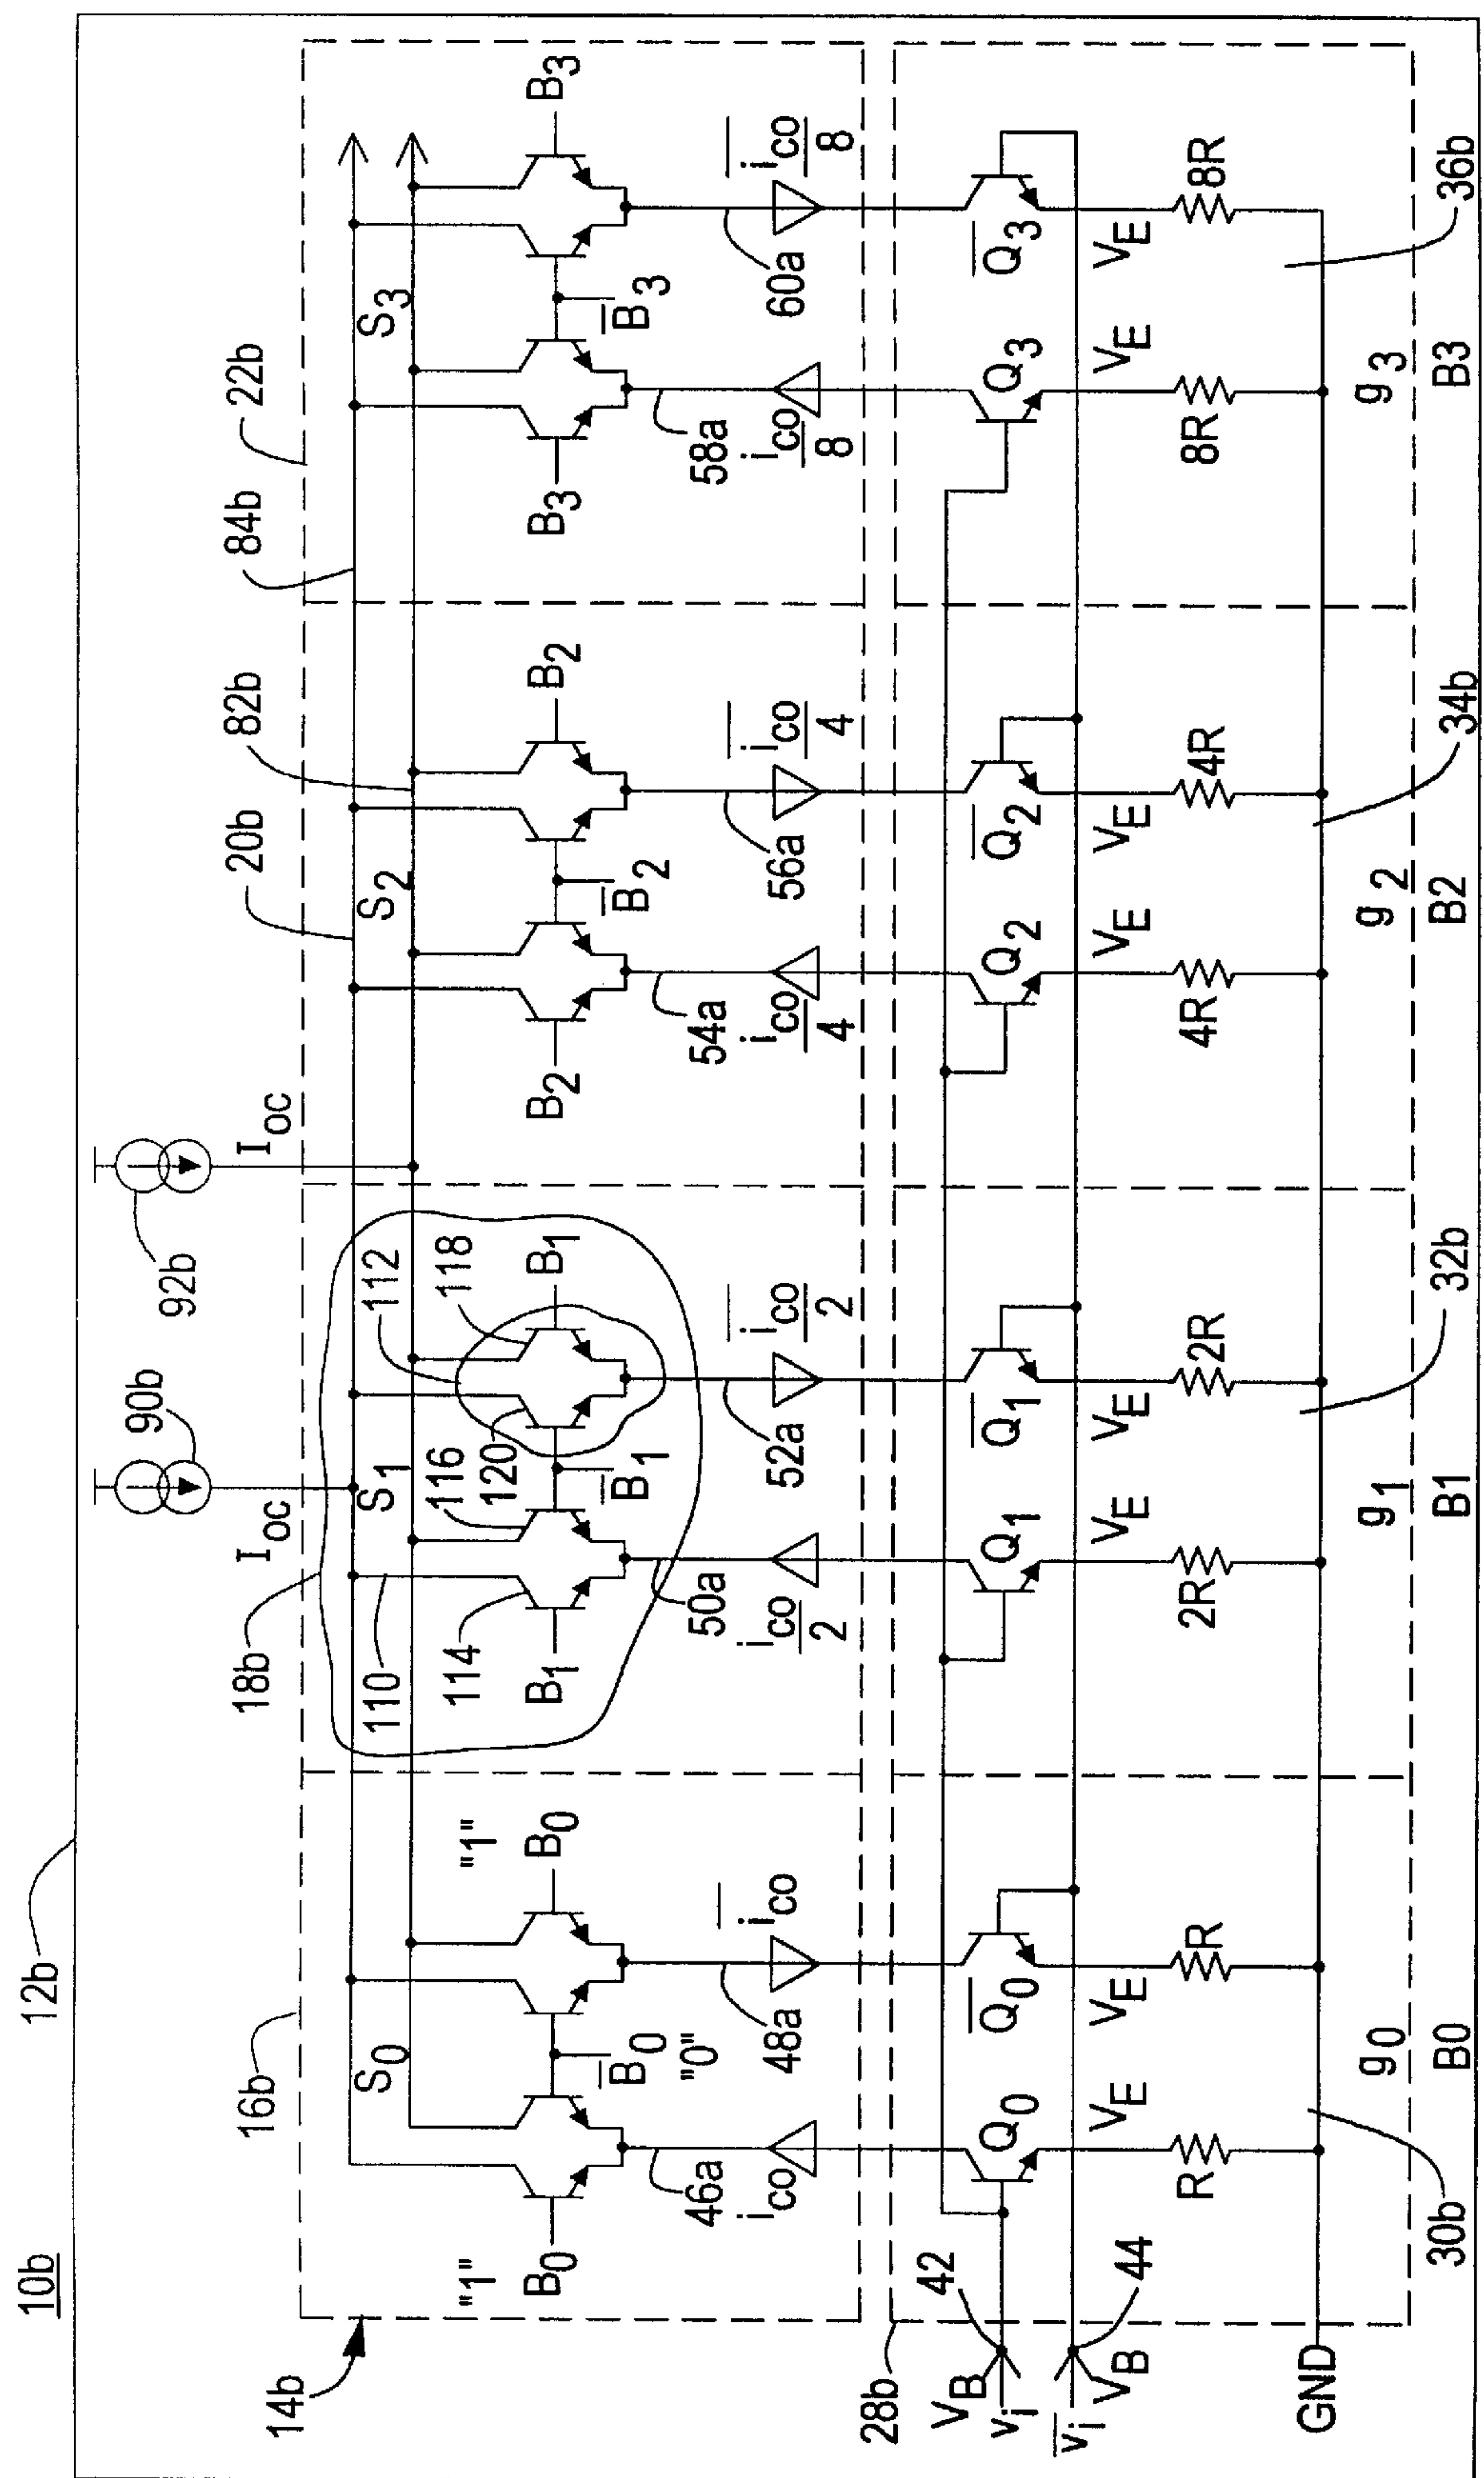 10b
12b
90b
92b
I_OC
I_OC
14b
16b
18b
20b
82b
84b
22b
S_0
S_1
S_2
S_3
"1"
B_0
B̅_0
"0"
"1"
B_0
110
114
116
120
112
118
B_1
B̅_1
B_1
B_2
B̅_2
B_2
B_3
B̅_3
B_3
46a
48a
50a
52a
54a
56a
58a
60a
i_co
i̅_co
i_co/2
i̅_co/2
i_co/4
i̅_co/4
i_co/8
i̅_co/8
28b
V_B
v_i
42
v̅_i
V_B
44
Q_0
Q̅_0
Q_1
Q̅_1
Q_2
Q̅_2
Q_3
Q̅_3
V_E
V_E
V_E
V_E
V_E
V_E
V_E
V_E
R
R
2R
2R
4R
4R
8R
8R
GND
g_0
g_1
g_2
g_3
30b
B0
32b
B1
34b
B2
36b
B3